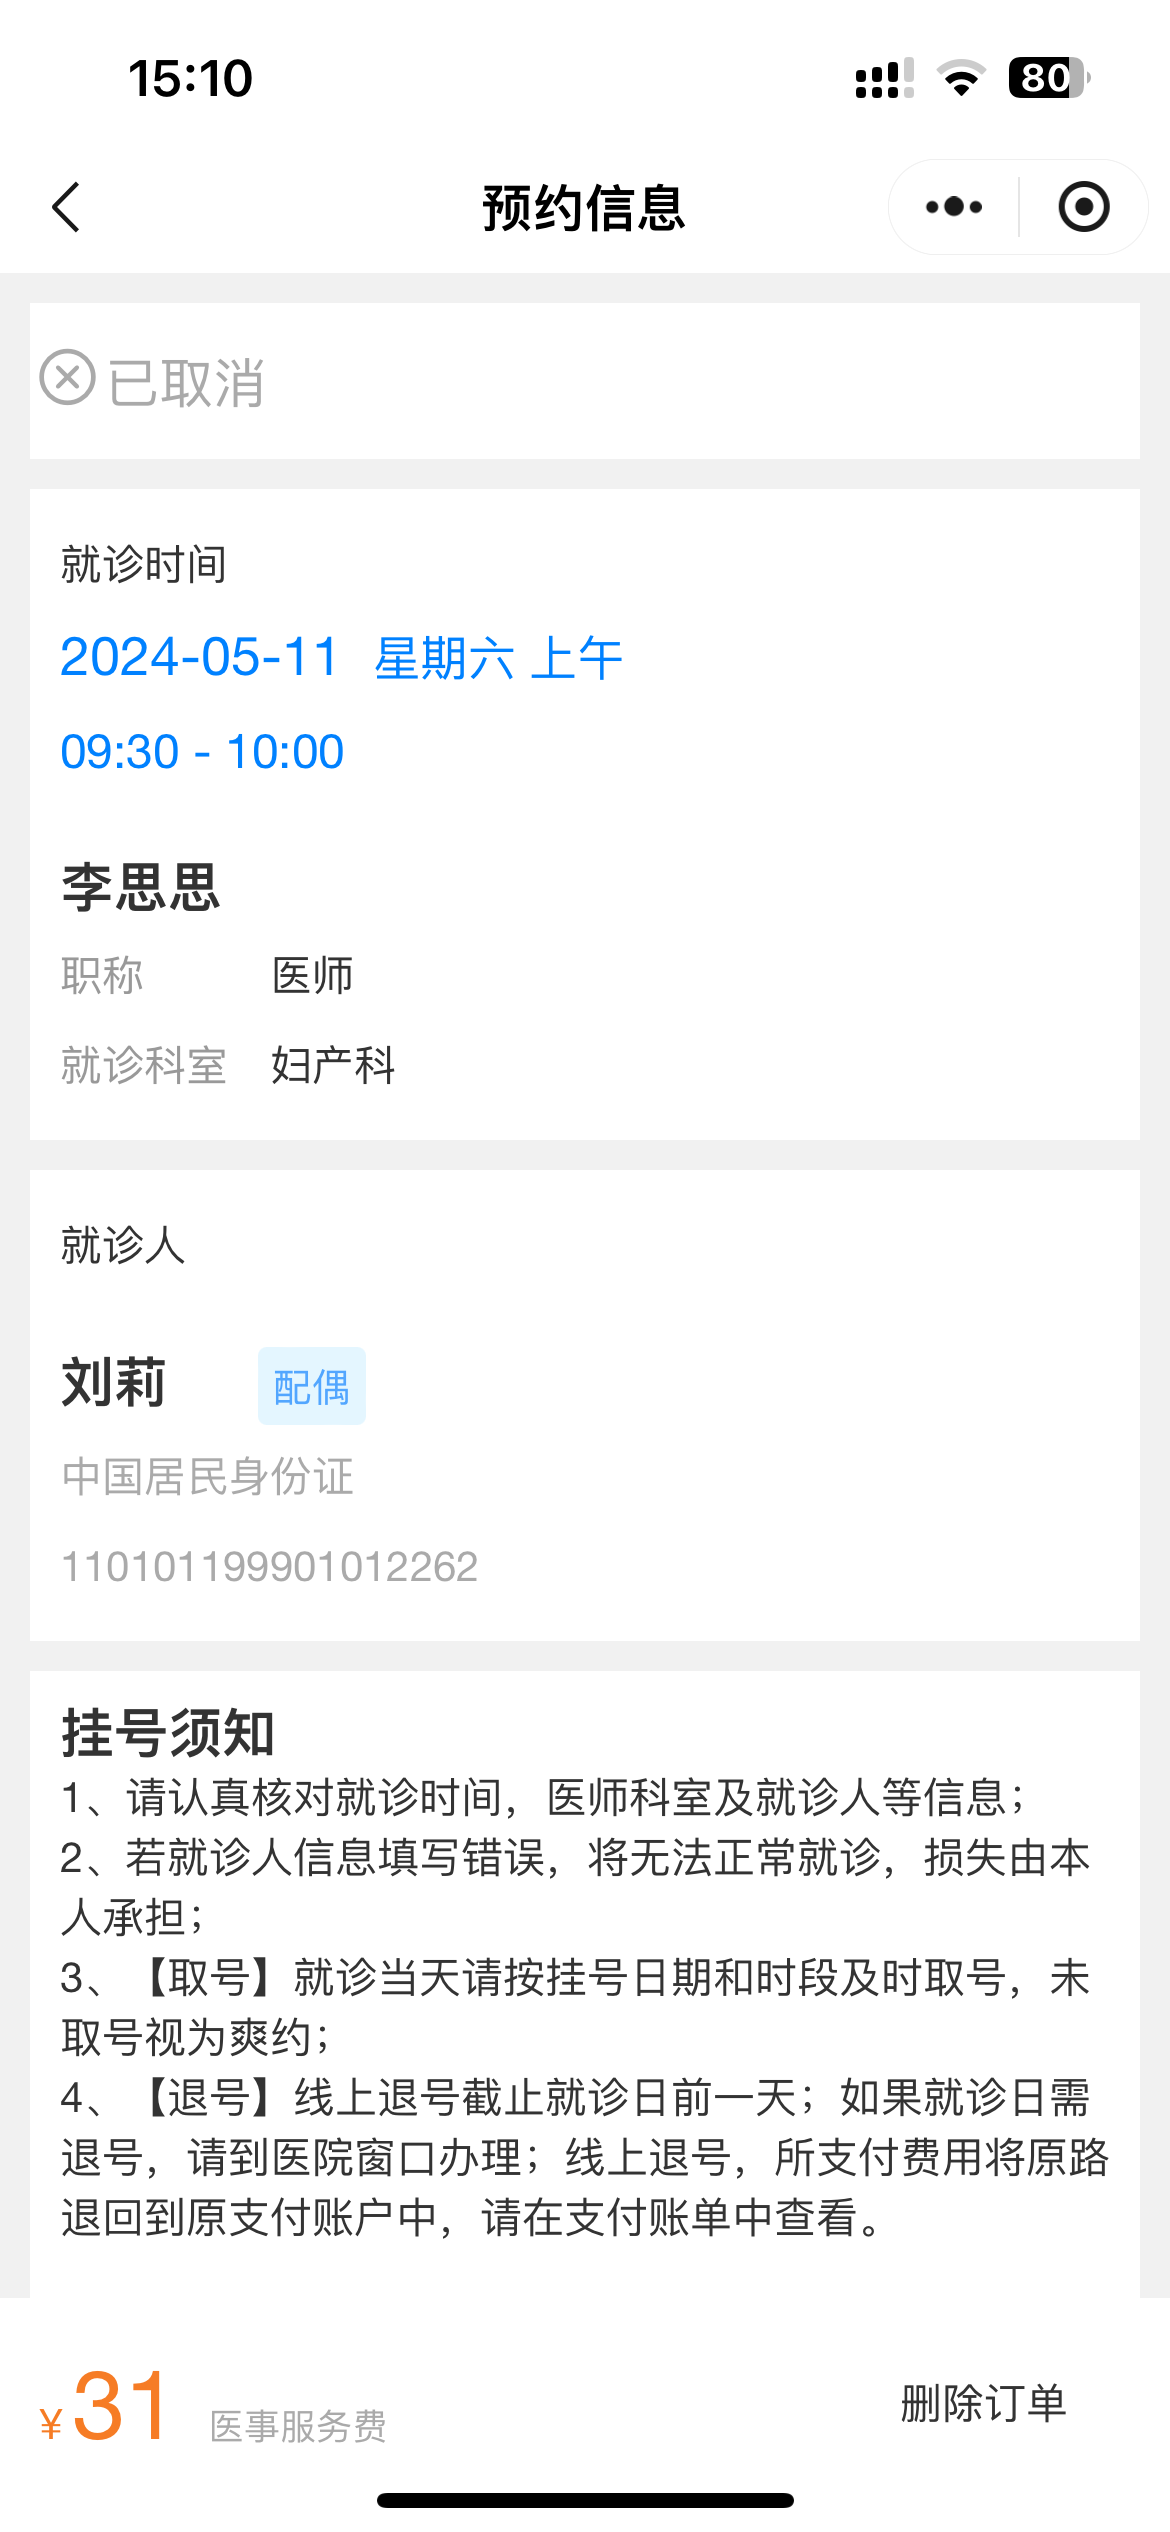 15:10
80
预约信息
已取消
就诊时间
2024-05-11 星期六 上午
09:30 - 10:00
李思思
职称 医师
就诊科室 妇产科
就诊人
刘莉 配偶
中国居民身份证
110101199901012262
挂号须知
1、请认真核对就诊时间，医师科室及就诊人等信息；
2、若就诊人信息填写错误，将无法正常就诊，损失由本
人承担；
3、【取号】就诊当天请按挂号日期和时段及时取号，未
取号视为爽约；
4、【退号】线上退号截止就诊日前一天；如果就诊日需
退号，请到医院窗口办理；线上退号，所支付费用将原路
退回到原支付账户中，请在支付账单中查看。
¥31 医事服务费 删除订单